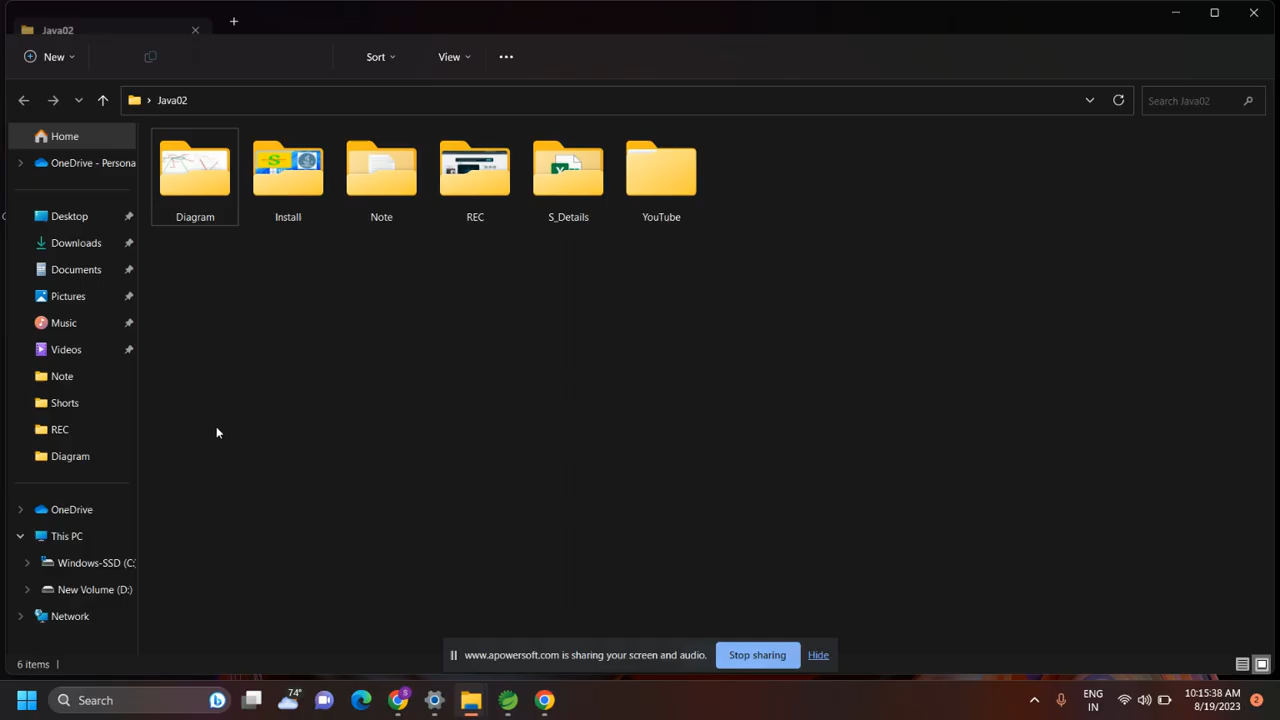 Java02
New
Sort
View
Java02
Search Java02
Home
OneDrive - Persona
Desktop
Downloads
Documents
Pictures
Music
Videos
Note
Shorts
REC
Diagram
OneDrive
This PC
Windows-SSD (C:
New Volume (D:)
Network
Diagram
Install
Note
REC
S_Details
YouTube
6 items
www.apowersoft.com is sharing your screen and audio.
Stop sharing
Hide
Search
74°
ENG
IN
10:15:38 AM
8/19/2023
2